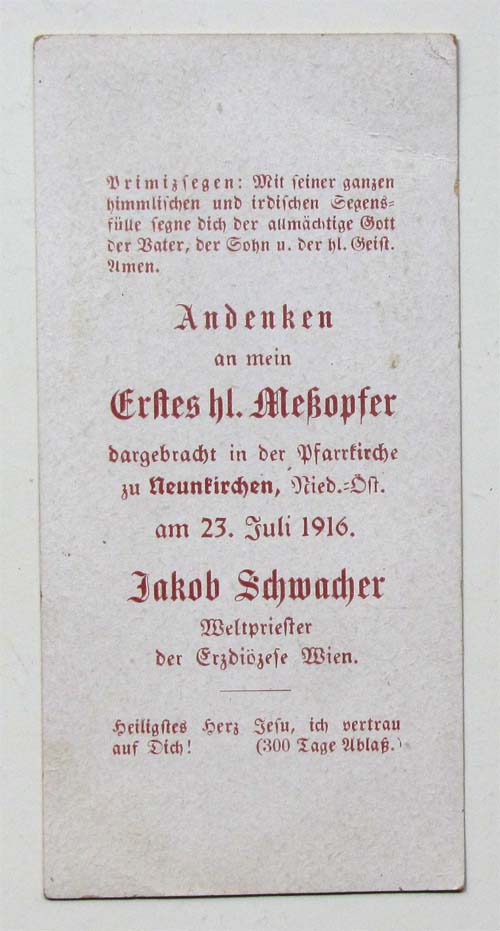 Primizsegen: Mit seiner ganzen
himmlischen und irdischen Segens-
fülle segne dich der allmächtige Gott
der Vater, der Sohn u. der hl. Geist.
Amen.
Andenken
an mein
Erstes hl. Meßopfer
dargebracht in der Pfarrkirche
zu Neunkirchen, Nied.-Öst.
am 23. Juli 1916.
Jakob Schwacher
Weltpriester
der Erzdiözese Wien.
Heiligstes Herz Jesu, ich vertrau
auf Dich! (300 Tage Ablaß.)